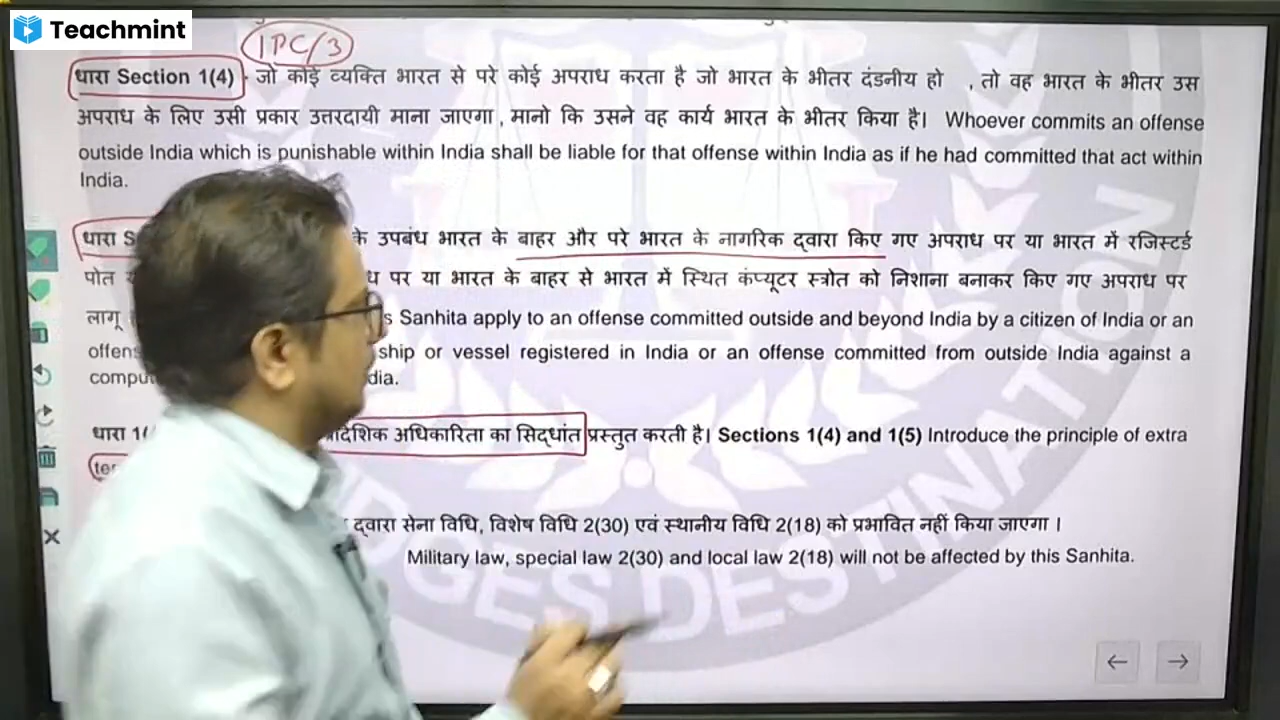 Teachmint
IPC/3
धारा Section 1(4) - जो कोई व्यक्ति भारत से परे कोई अपराध करता है जो भारत के भीतर दंडनीय हो , तो वह भारत के भीतर उस
अपराध के लिए उसी प्रकार उत्तरदायी माना जाएगा , मानो कि उसने वह कार्य भारत के भीतर किया है। Whoever commits an offense
outside India which is punishable within India shall be liable for that offense within India as if he had committed that act within
India.
धारा के उपबंध भारत के बाहर और परे भारत के नागरिक द्वारा किए गए अपराध पर या भारत में रजिस्टर्ड
पोत पर या भारत के बाहर से भारत में स्थित कंप्यूटर स्त्रोत को निशाना बनाकर किए गए अपराध पर
लागू Sanhita apply to an offense committed outside and beyond India by a citizen of India or an
ship or vessel registered in India or an offense committed from outside India against a
धारा अधिकारिता का सिद्धांत प्रस्तुत करती है। Sections 1(4) and 1(5) Introduce the principle of extra
द्वारा सेना विधि, विशेष विधि 2(30) एवं स्थानीय विधि 2(18) को प्रभावित नहीं किया जाएगा ।
Military law, special law 2(30) and local law 2(18) will not be affected by this Sanhita.
DESTINATION